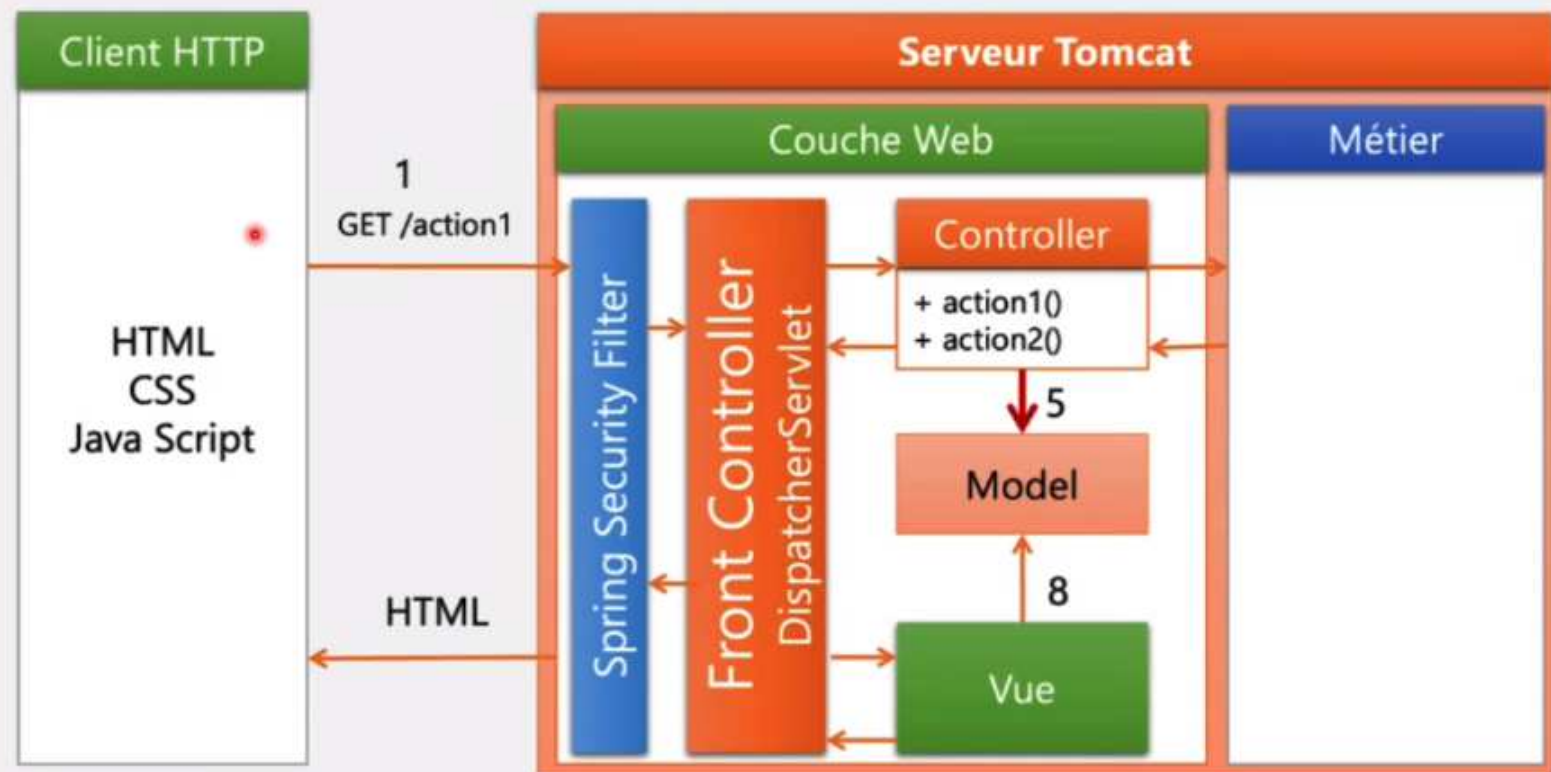 Client HTTP
Serveur Tomcat
Couche Web
Métier
1
GET /action1
HTML
CSS
Java Script
Spring Security Filter
Front Controller
DispatcherServlet
Controller
+ action1()
+ action2()
5
Model
8
Vue
HTML